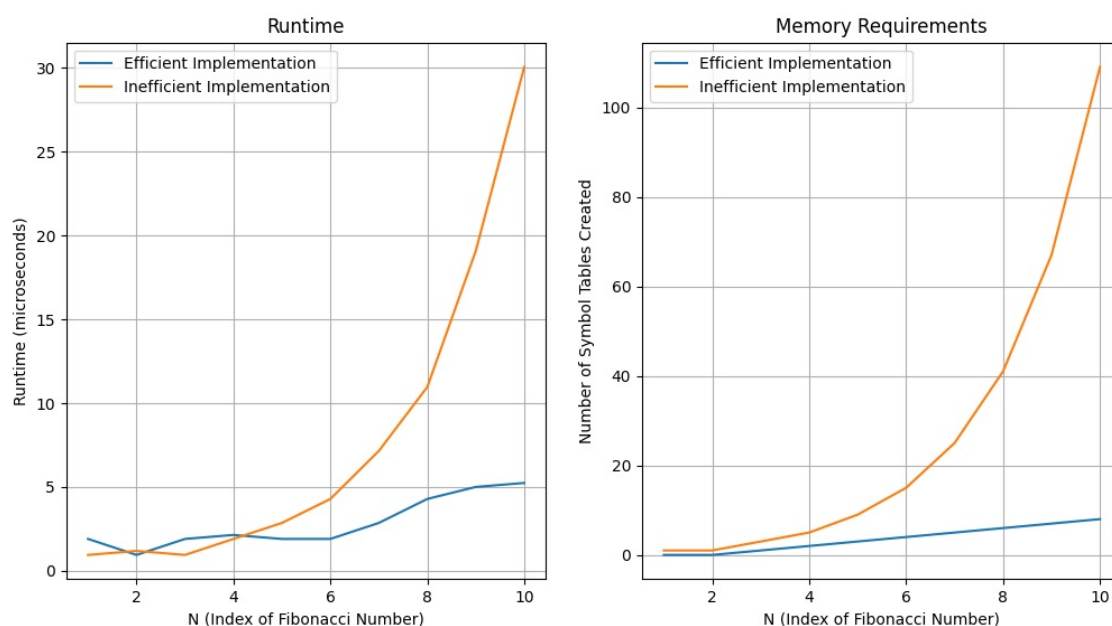 Runtime
Efficient Implementation
Inefficient Implementation
30
25
20
15
10
5
0
Runtime (microseconds)
2
4
6
8
10
N (Index of Fibonacci Number)
Memory Requirements
Efficient Implementation
Inefficient Implementation
100
80
60
40
20
0
Number of Symbol Tables Created
2
4
6
8
10
N (Index of Fibonacci Number)